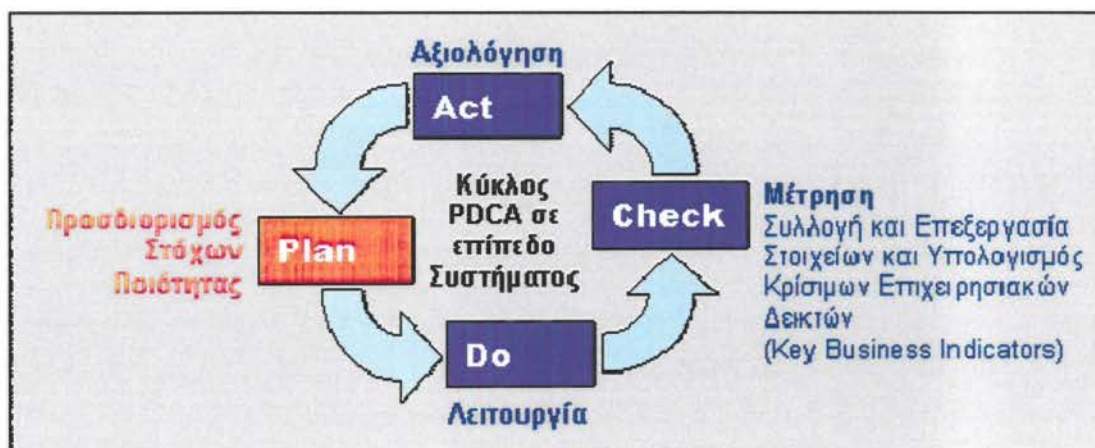 Αξιολόγηση
Act
Κύκλος
PDCA σε
επίπεδο
Συστήματος
Προσδιορισμός
Στόχων
Ποιότητας
Plan
Do
Λειτουργία
Check
Μέτρηση
Συλλογή και Επεξεργασία
Στοιχείων και Υπολογισμός
Κρίσιμων Επιχειρησιακών
Δεικτών
(Key Business Indicators)